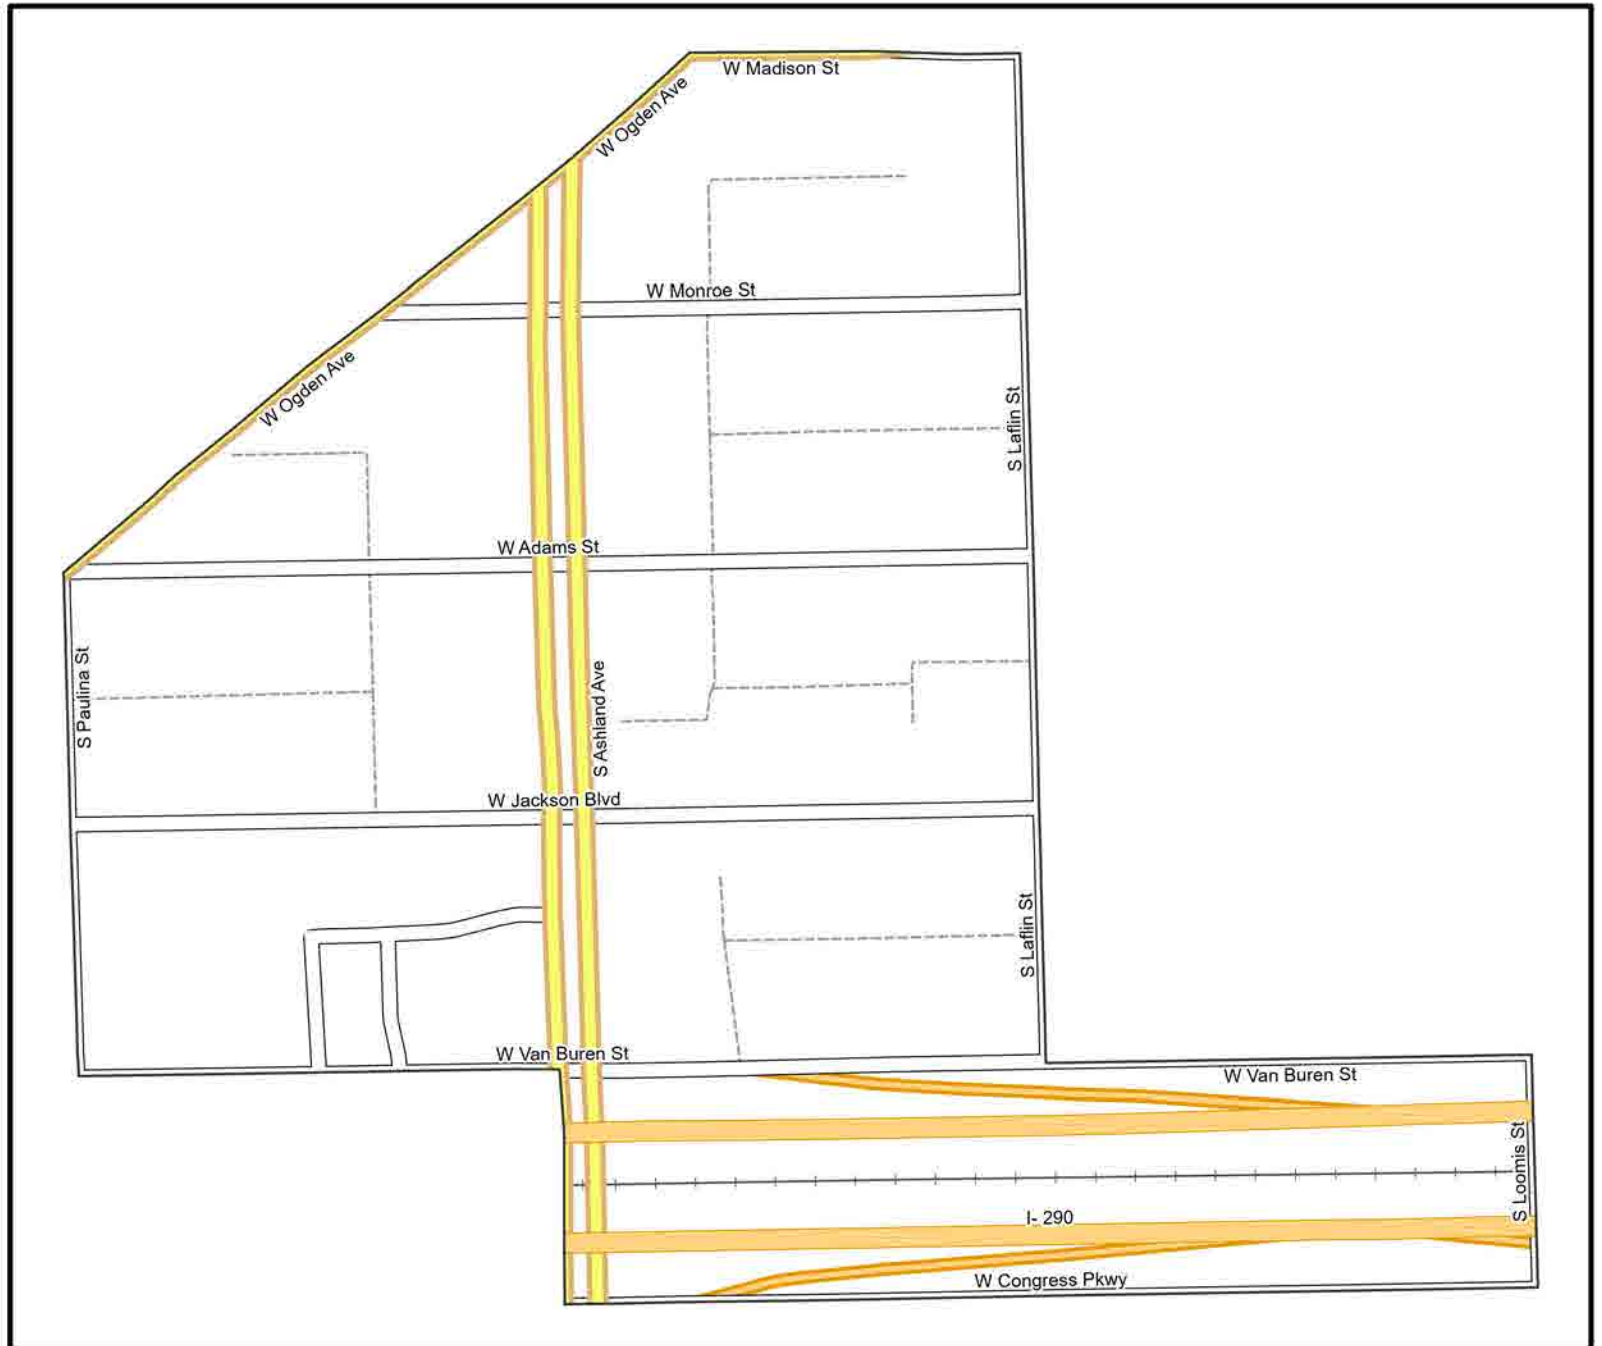 W Madison St
W Ogden Ave
W Monroe St
W Ogden Ave
S Laflin St
W Adams St
S Paulina St
S Ashland Ave
W Jackson Blvd
S Laflin St
W Van Buren St
W Van Buren St
S Loomis St
I- 290
W Congress Pkwy